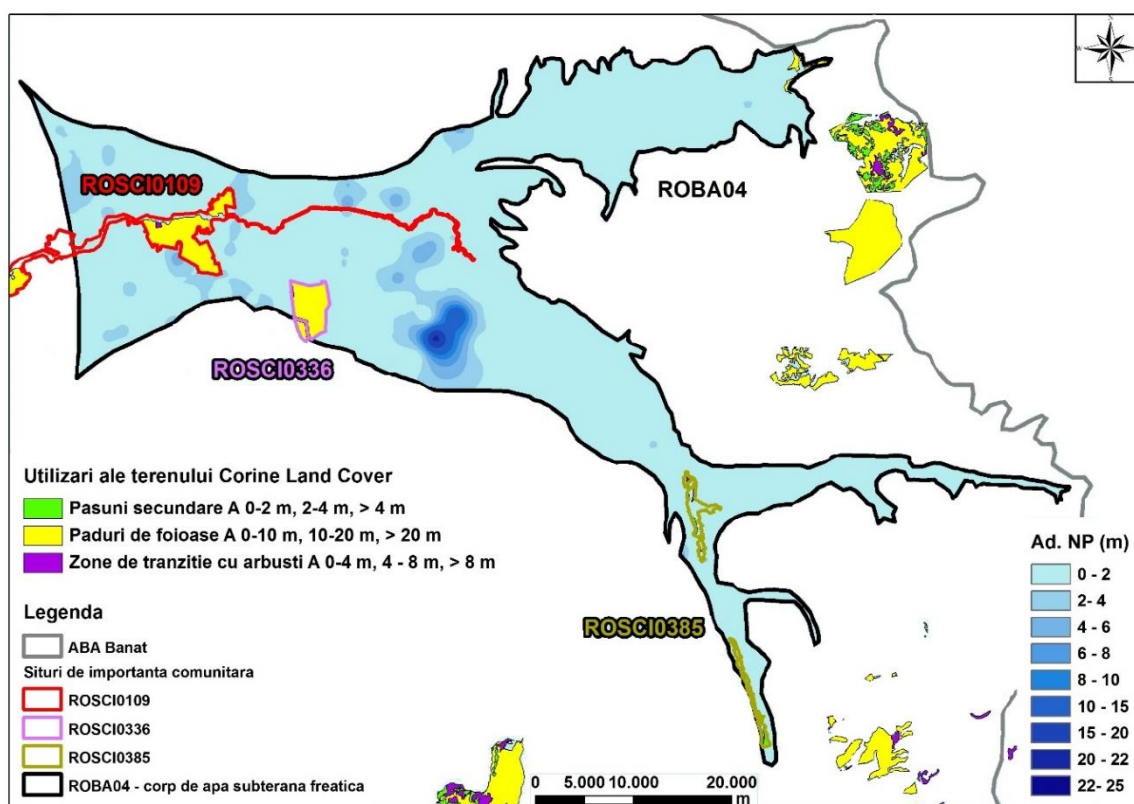 S
W
ROSCI0109
ROBA04
ROSCI0336
Utilizari ale terenului Corine Land Cover
Pasuni secundare A 0-2 m, 2-4 m, > 4 m
Paduri de foioase A 0-10 m, 10-20 m, > 20 m
Zone de tranzitie cu arbusti A 0-4 m, 4 - 8 m, > 8 m
Legenda
ABA Banat
Situri de importanta comunitara
ROSCI0109
ROSCI0336
ROSCI0385
ROBA04 - corp de apa subterana freatica
ROSCI0385
0 5.000 10.000 20.000
m
Ad. NP (m)
0 - 2
2- 4
4 - 6
6 - 8
8 - 10
10 - 15
15 - 20
20 - 22
22- 25